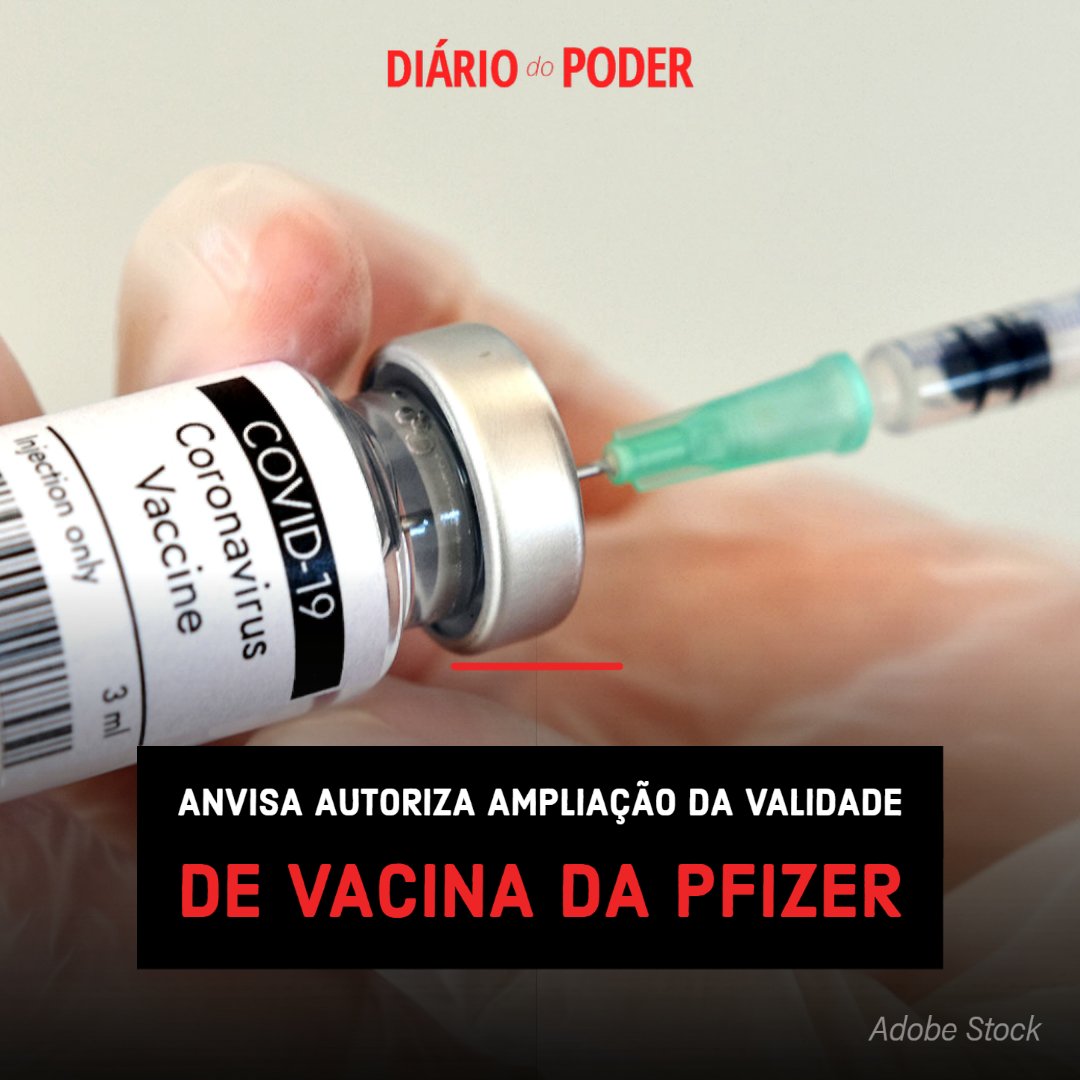 DIÁRIO do PODER
COVID-19
Coronavirus
Vaccine
Injection only
3 ml
ANVISA AUTORIZA AMPLIAÇÃO DA VALIDADE
DE VACINA DA PFIZER
Adobe Stock